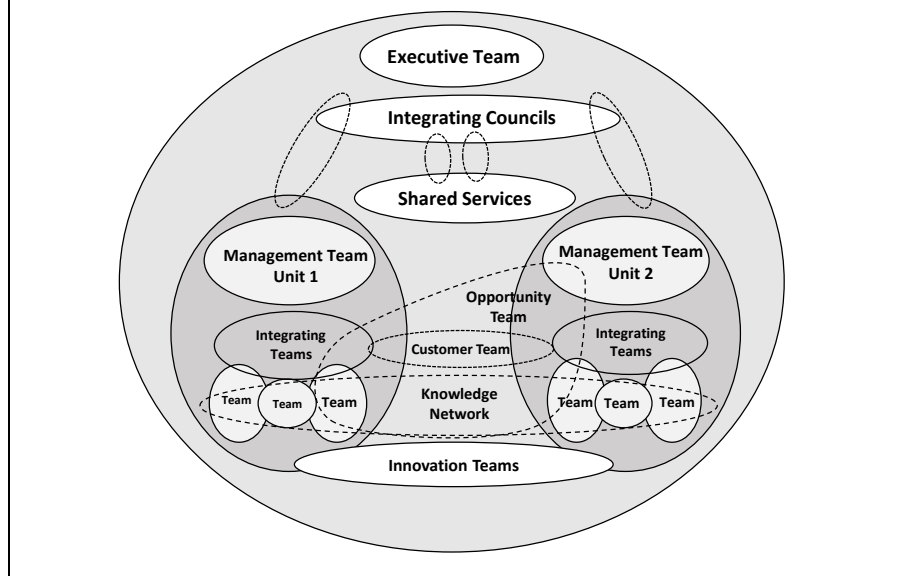 Executive Team
Integrating Councils
Shared Services
Management Team
Unit 1
Management Team
Unit 2
Opportunity
Team
Integrating
Teams
Customer Team
Integrating
Teams
Team
Team
Team
Knowledge
Network
Team
Team
Team
Innovation Teams